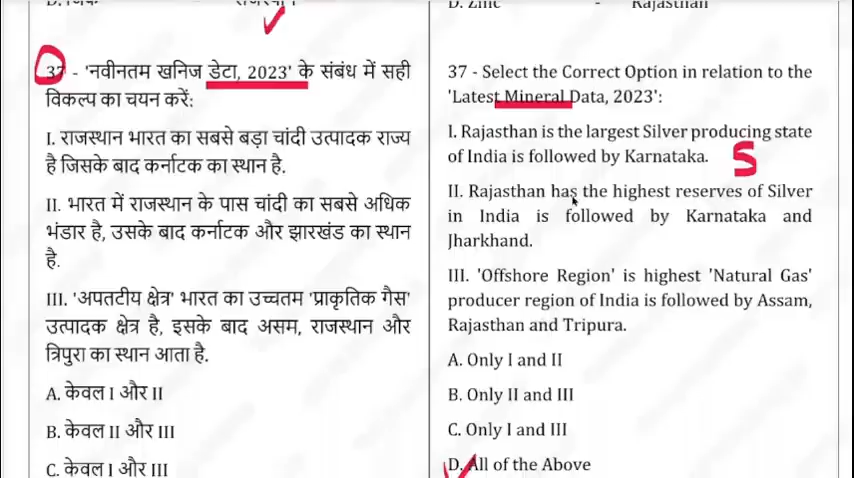 राजस्थान
D. Zinc - Rajasthan
37 - 'नवीनतम खनिज डेटा, 2023' के संबंध में सही
विकल्प का चयन करें:
I. राजस्थान भारत का सबसे बड़ा चांदी उत्पादक राज्य
है जिसके बाद कर्नाटक का स्थान है.
II. भारत में राजस्थान के पास चांदी का सबसे अधिक
भंडार है, उसके बाद कर्नाटक और झारखंड का स्थान
है.
III. 'अपतटीय क्षेत्र' भारत का उच्चतम 'प्राकृतिक गैस'
उत्पादक क्षेत्र है, इसके बाद असम, राजस्थान और
त्रिपुरा का स्थान आता है.
A. केवल I और II
B. केवल II और III
C. केवल I और III
37 - Select the Correct Option in relation to the
'Latest Mineral Data, 2023':
l. Rajasthan is the largest Silver producing state
of India is followed by Karnataka. S
II. Rajasthan has the highest reserves of Silver
in India is followed by Karnataka and
Jharkhand.
III. 'Offshore Region' is highest 'Natural Gas'
producer region of India is followed by Assam,
Rajasthan and Tripura.
A. Only I and II
B. Only II and III
C. Only I and III
D. All of the Above